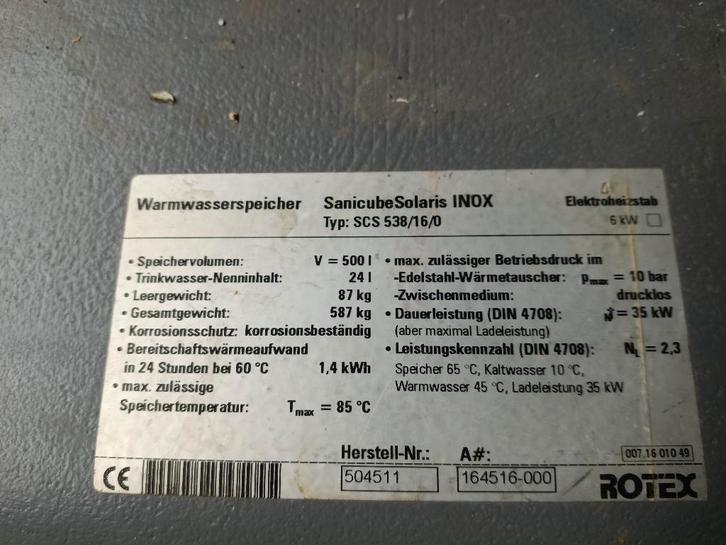 Warmwasserspeicher SanicubeSolaris INOX Elektroheizstab
Typ: SCS 538/16/0 6 kW
• Speichervolumen: V = 500 l
• Trinkwasser-Nenninhalt: 24 l
• Leergewicht: 87 kg
• Gesamtgewicht: 587 kg
• Korrosionsschutz: korrosionsbeständig
• Bereitschaftswärmeaufwand
in 24 Stunden bei 60 °C 1,4 kWh
• max. zulässige
Speichertemperatur: Tmax = 85 °C
• max. zulässiger Betriebsdruck im
-Edelstahl-Wärmetauscher: pmax = 10 bar
-Zwischenmedium: drucklos
• Dauerleistung (DIN 4708): = 35 kW
(aber maximal Ladeleistung)
• Leistungskennzahl (DIN 4708): NL = 2,3
Speicher 65 °C, Kaltwasser 10 °C,
Warmwasser 45 °C, Ladeleistung 35 kW
Herstell-Nr.: A#: 007.16 010 49
CE 504511 164516-000 ROTEX